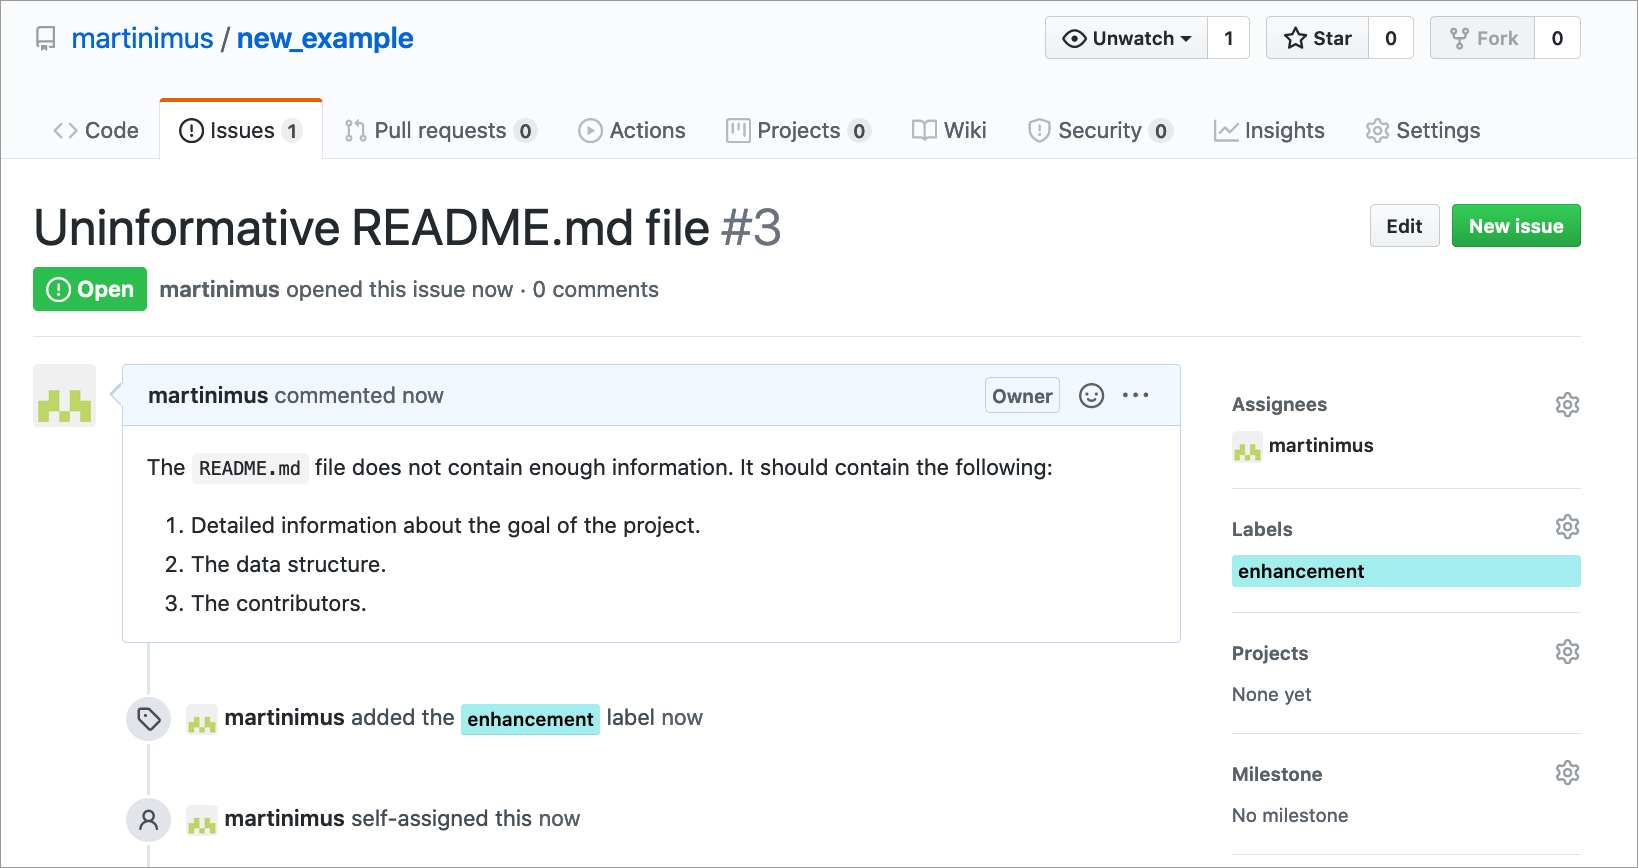 martinimus / new_example
Unwatch 1 Star 0 Fork 0
Code Issues 1 Pull requests 0 Actions Projects 0 Wiki Security 0 Insights Settings
Uninformative README.md file #3
Edit New issue
Open martinimus opened this issue now · 0 comments
martinimus commented now Owner
The README.md file does not contain enough information. It should contain the following:
1. Detailed information about the goal of the project.
2. The data structure.
3. The contributors.
martinimus added the enhancement label now
martinimus self-assigned this now
Assignees
martinimus
Labels
enhancement
Projects
None yet
Milestone
No milestone